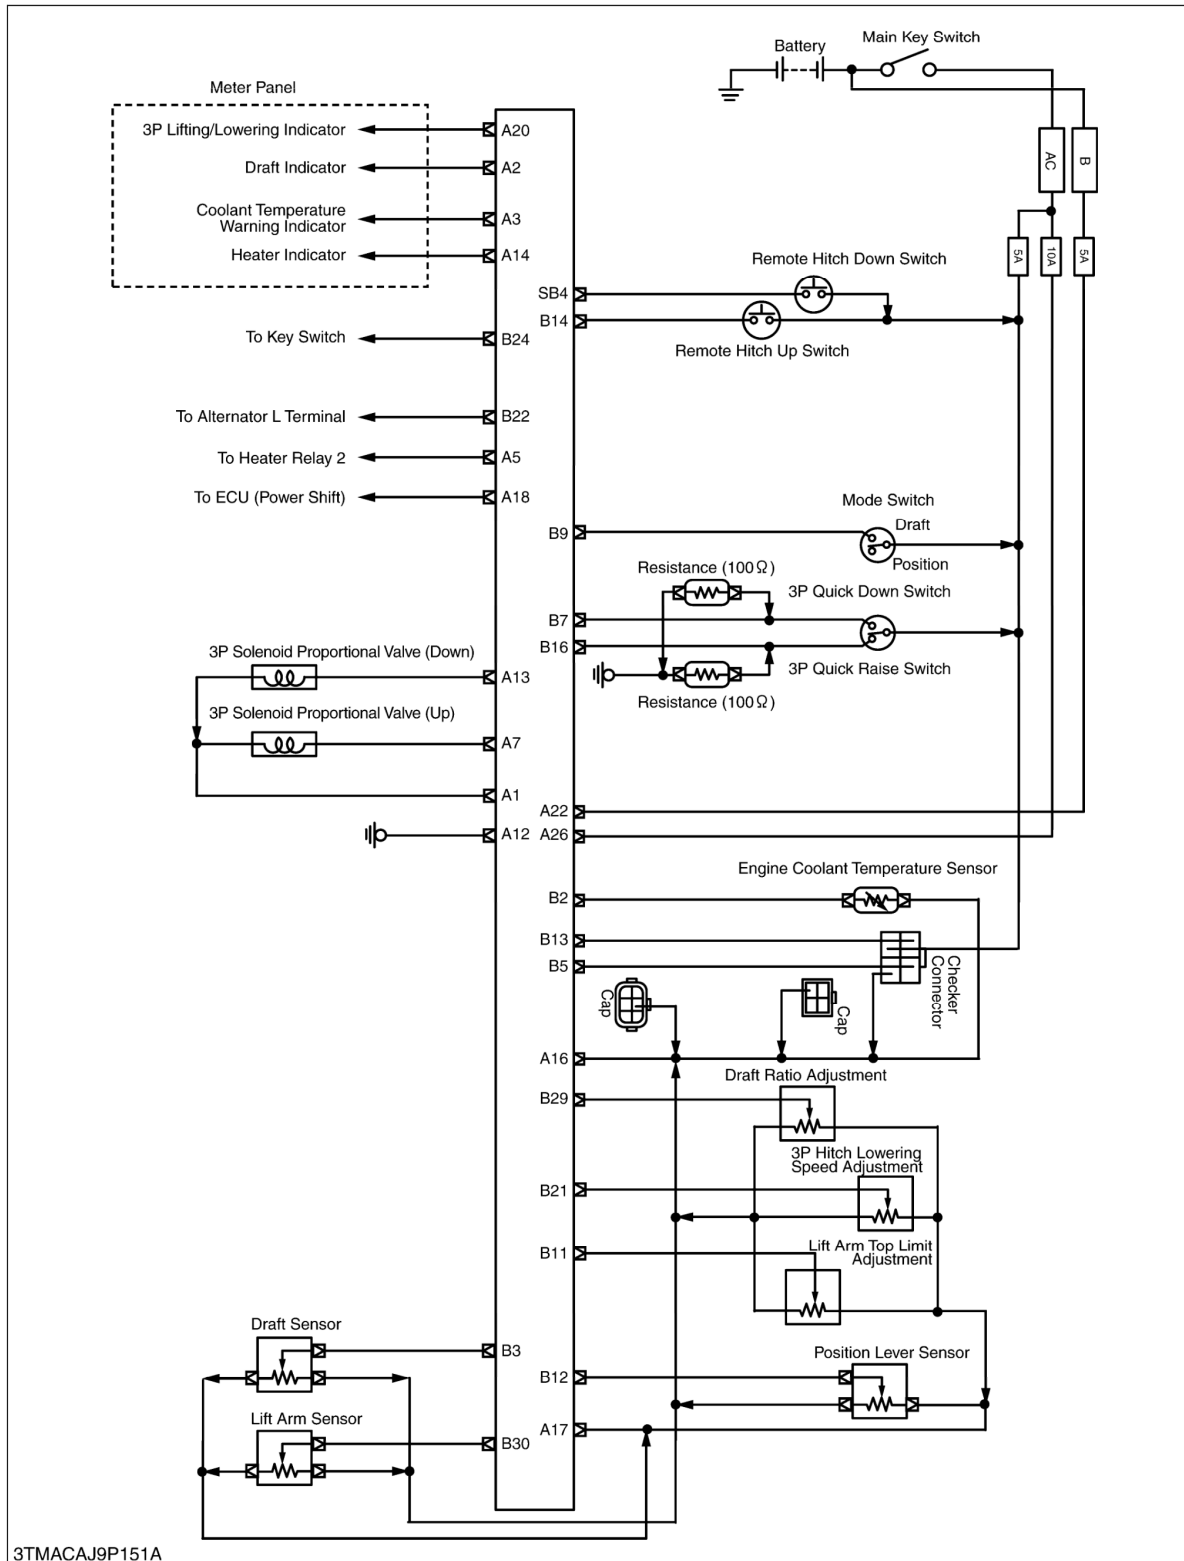 Battery
Main Key Switch
Meter Panel
3P Lifting/Lowering Indicator
A20
Draft Indicator
A2
AC
B
Coolant Temperature
Warning Indicator
A3
Heater Indicator
A14
5A
10A
5A
Remote Hitch Down Switch
SB4
B14
To Key Switch
B24
Remote Hitch Up Switch
To Alternator L Terminal
B22
To Heater Relay 2
A5
To ECU (Power Shift)
A18
Mode Switch
B9
Draft
Position
Resistance (100Ω)
3P Quick Down Switch
B7
B16
3P Solenoid Proportional Valve (Down)
A13
3P Quick Raise Switch
Resistance (100Ω)
3P Solenoid Proportional Valve (Up)
A7
A1
A22
A12
A26
Engine Coolant Temperature Sensor
B2
B13
B5
Checker
Connector
Cap
Cap
A16
Draft Ratio Adjustment
B29
3P Hitch Lowering
Speed Adjustment
B21
Lift Arm Top Limit
Adjustment
B11
Draft Sensor
B3
Position Lever Sensor
B12
Lift Arm Sensor
A17
B30
3TMACAJ9P151A